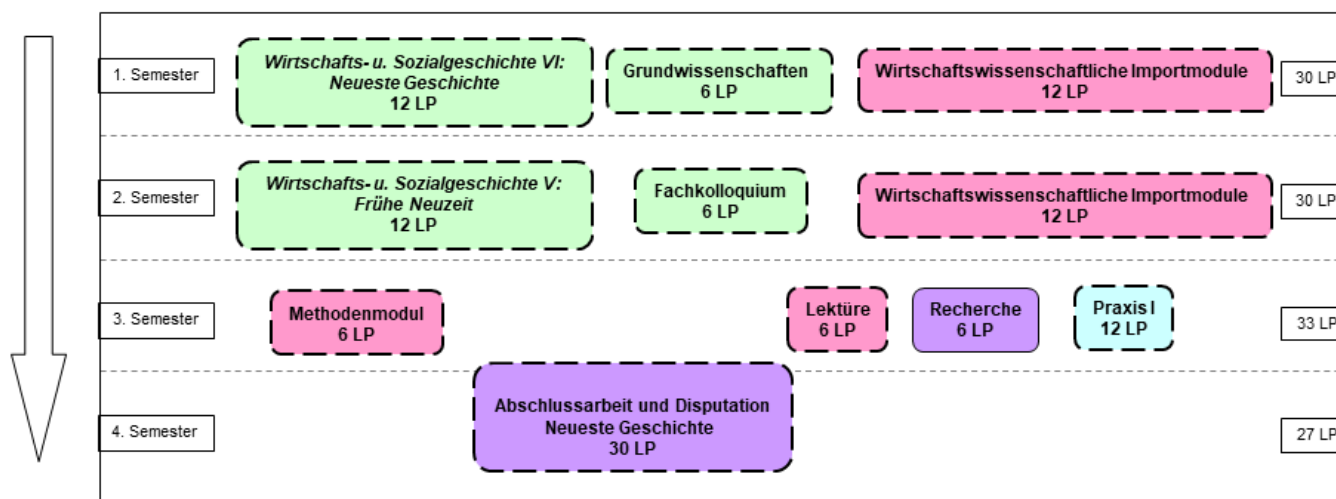 1. Semester
Wirtschafts- u. Sozialgeschichte VI:
Neueste Geschichte
12 LP
Grundwissenschaften
6 LP
Wirtschaftswissenschaftliche Importmodule
12 LP
30 LP
2. Semester
Wirtschafts- u. Sozialgeschichte V:
Frühe Neuzeit
12 LP
Fachkolloquium
6 LP
Wirtschaftswissenschaftliche Importmodule
12 LP
30 LP
3. Semester
Methodenmodul
6 LP
Lektüre
6 LP
Recherche
6 LP
Praxis I
12 LP
33 LP
4. Semester
Abschlussarbeit und Disputation
Neueste Geschichte
30 LP
27 LP